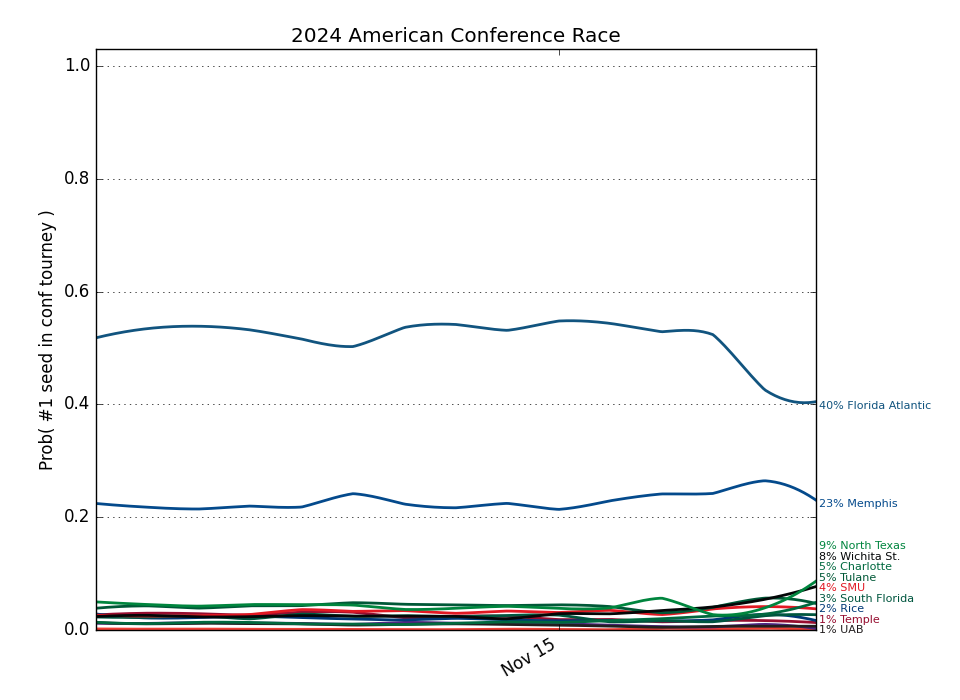 2024 American Conference Race
Prob( #1 seed in conf tourney )
1.0
0.8
0.6
0.4
0.2
0.0
Nov 15
40% Florida Atlantic
23% Memphis
9% North Texas
8% Wichita St.
5% Charlotte
5% Tulane
4% SMU
3% South Florida
2% Rice
1% Temple
1% UAB